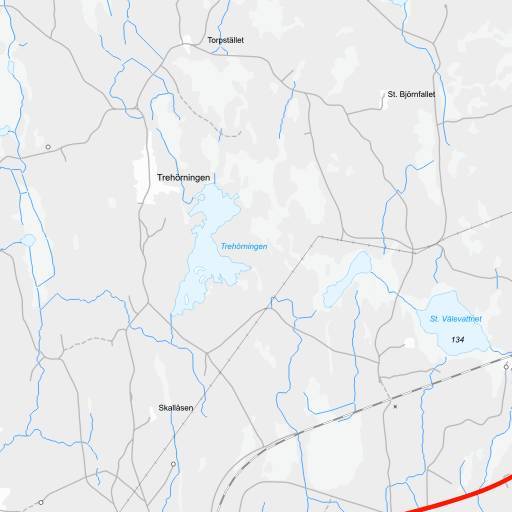 Torpstället
St. Björnfallet
Trehörningen
Trehörningen
St. Välevattnet
134
Skallåsen